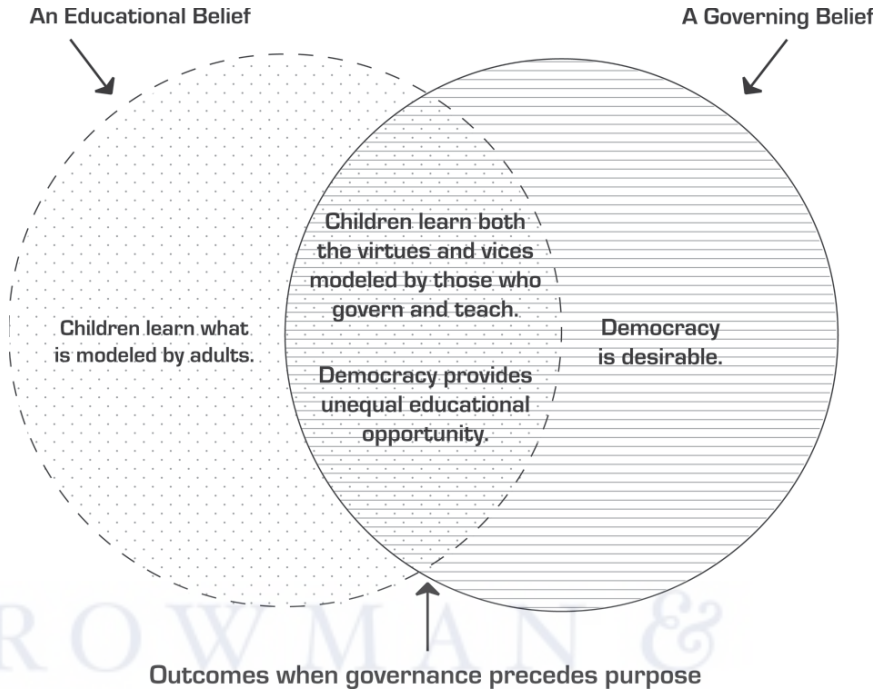 An Educational Belief
A Governing Belief
Children learn both
the virtues and vices
modeled by those who
govern and teach.
Children learn what
is modeled by adults.
Democracy
is desirable.
Democracy provides
unequal educational
opportunity.
ROWMAN &
Outcomes when governance precedes purpose